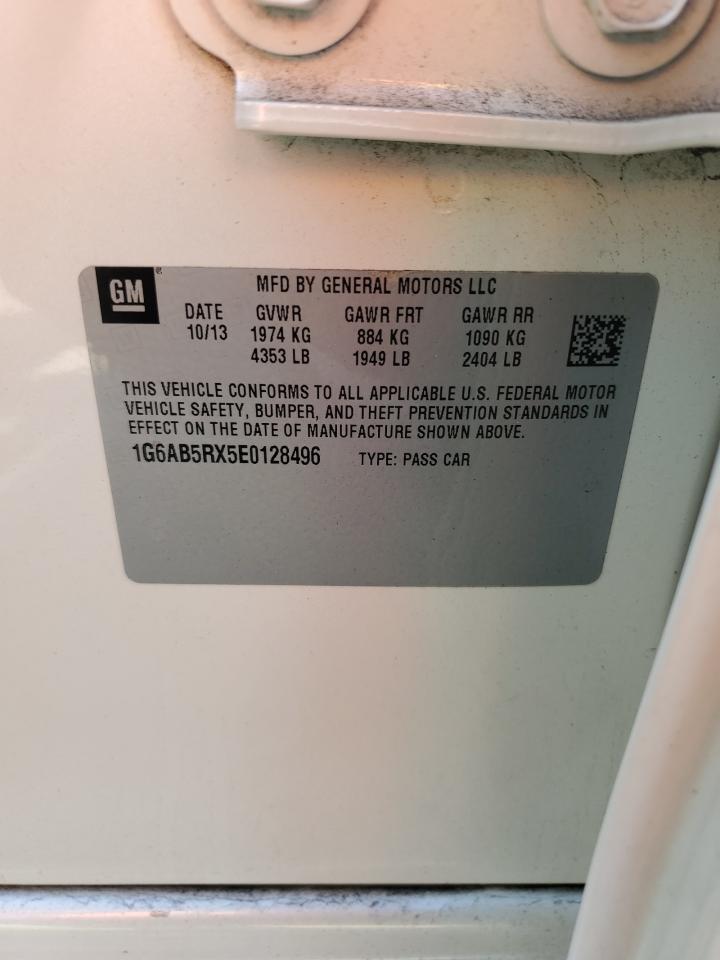 GM®
MFD BY GENERAL MOTORS LLC
DATE GVWR GAWR FRT GAWR RR
10/13 1974 KG 884 KG 1090 KG
4353 LB 1949 LB 2404 LB
THIS VEHICLE CONFORMS TO ALL APPLICABLE U.S. FEDERAL MOTOR
VEHICLE SAFETY, BUMPER, AND THEFT PREVENTION STANDARDS IN
EFFECT ON THE DATE OF MANUFACTURE SHOWN ABOVE.
1G6AB5RX5E0128496 TYPE: PASS CAR